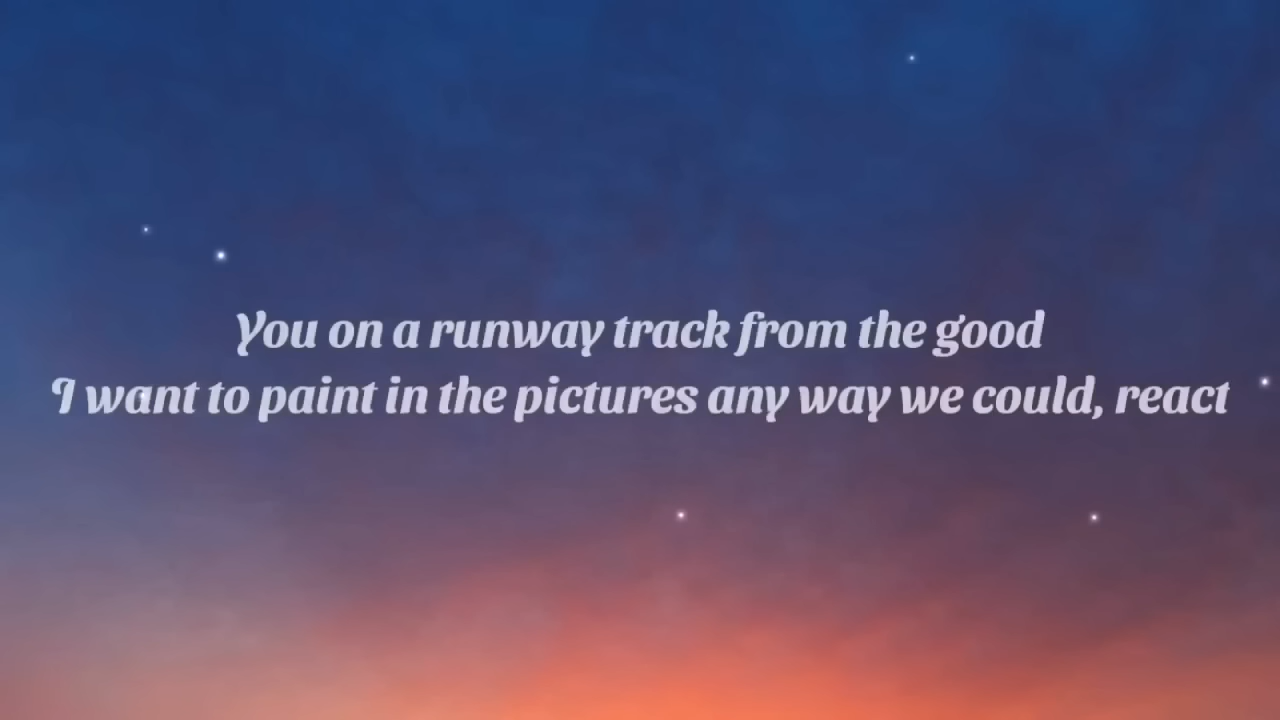 You on a runway track from the good
I want to paint in the pictures any way we could, react